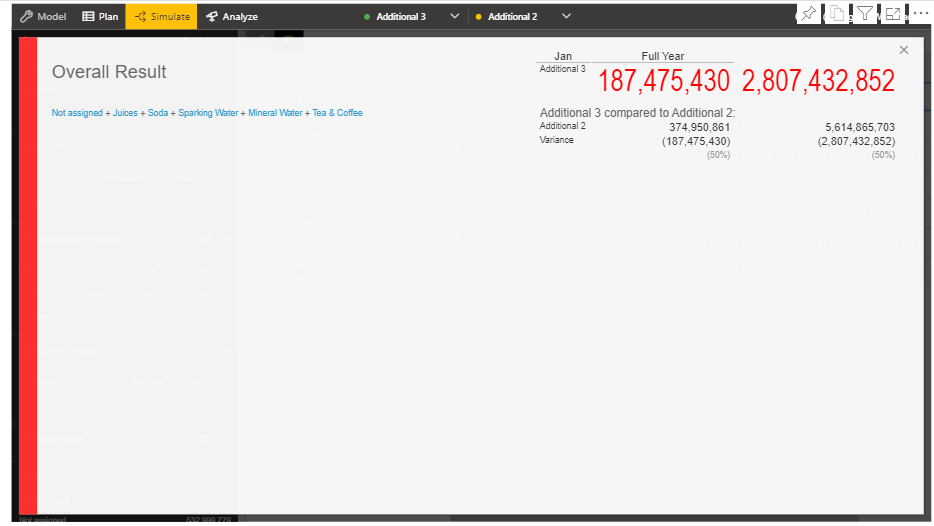 Model Plan Simulate Analyze Additional 3 Additional 2
Overall Result
Jan Full Year
Additional 3 187,475,430 2,807,432,852
Not assigned + Juices + Soda + Sparking Water + Mineral Water + Tea & Coffee
Additional 3 compared to Additional 2:
Additional 2 374,950,861 5,614,865,703
Variance (187,475,430) (2,807,432,852)
(50%) (50%)
Not assigned 532,998,779